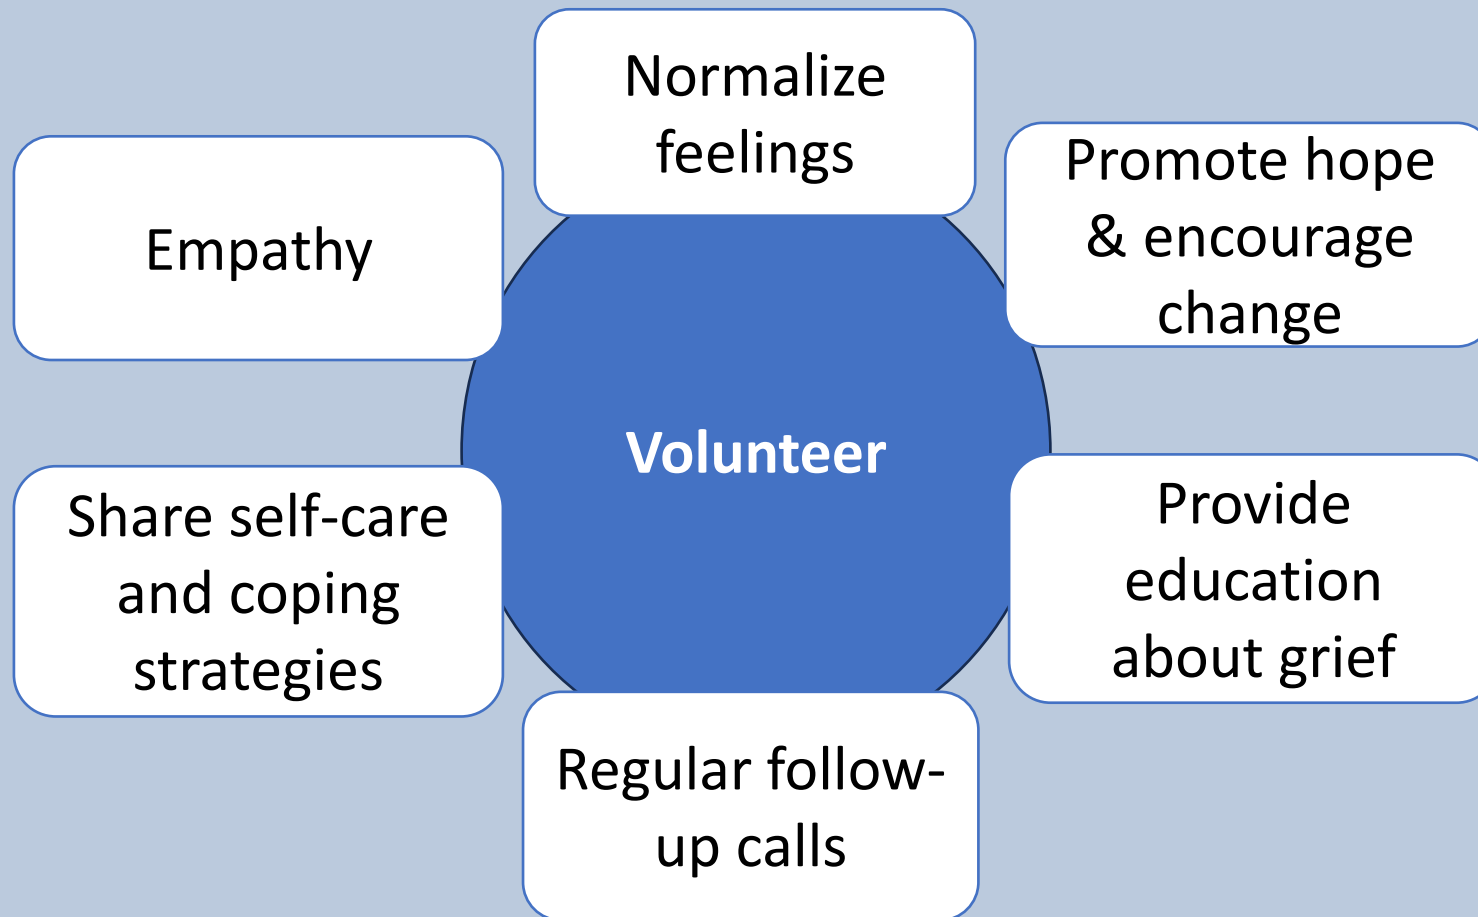 Normalize
feelings
Promote hope
& encourage
change
Empathy
Volunteer
Provide
education
about grief
Share self-care
and coping
strategies
Regular follow-
up calls